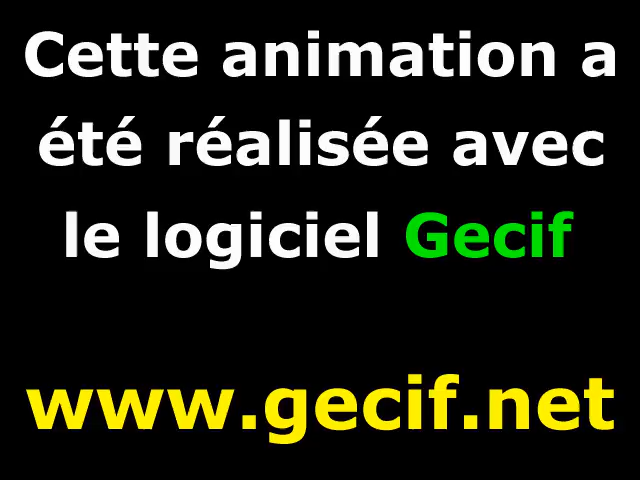 Cette animation a
été réalisée avec
le logiciel Gecif
www.gecif.net